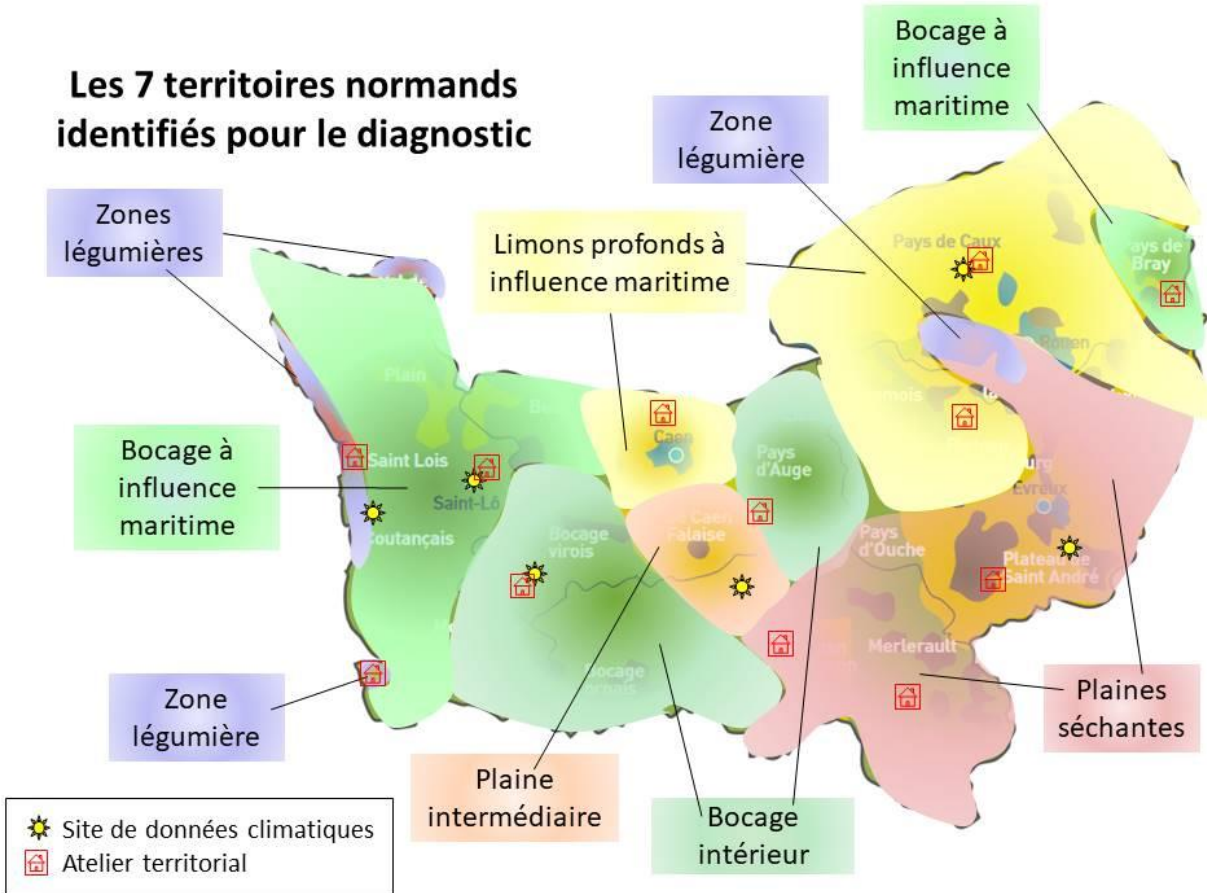 Les 7 territoires normands
identifiés pour le diagnostic
Bocage à
influence
maritime
Zone
légumière
Zones
légumières
Limons profonds à
influence maritime
Pays de Caux
Bray
Rouen
Plain
Caen
Pays
d'Auge
Saint Lois
Bocage à
influence
maritime
Saint-Lô
Coutançais
Bocage
virois
Caen
Falaise
Pays
d'Ouche
Evreux
Plateau de
Saint André
Merlerault
Bocage
Zone
légumière
Plaine
intermédiaire
Bocage
intérieur
Plaines
séchantes
Site de données climatiques
Atelier territorial